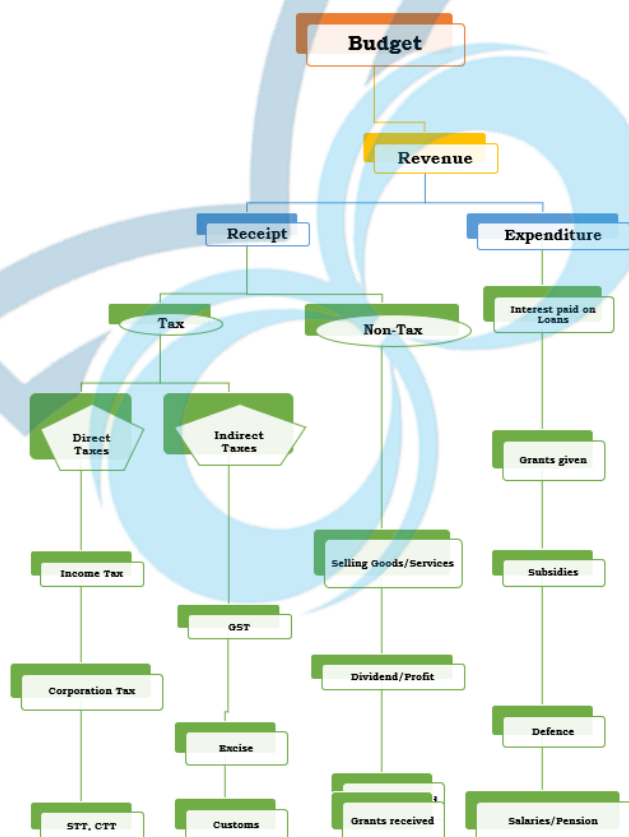 Budget
Revenue
Receipt
Expenditure
Interest paid on
Loans
Tax
Non-Tax
Direct
Taxes
Indirect
Taxes
Grants given
Selling Goods/Services
Income Tax
Subsidies
GST
Dividend/Profit
Corporation Tax
Defence
Excise
Grants received
Salaries/Pension
STT, CTT
Customs